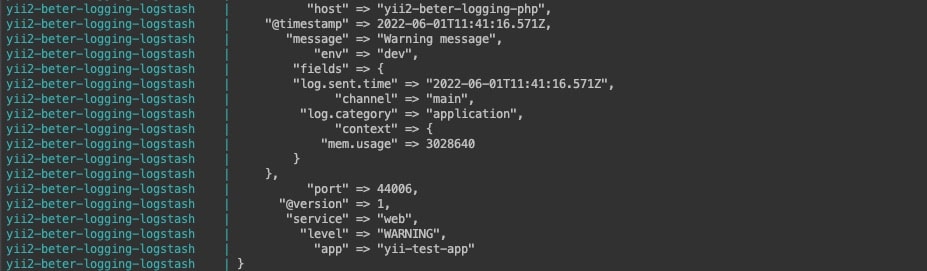 yii2-beter-logging-logstash | "host" => "yii2-beter-logging-php",
yii2-beter-logging-logstash | "@timestamp" => 2022-06-01T11:41:16.571Z,
yii2-beter-logging-logstash | "message" => "Warning message",
yii2-beter-logging-logstash | "env" => "dev",
yii2-beter-logging-logstash | "fields" => {
yii2-beter-logging-logstash | "log.sent.time" => "2022-06-01T11:41:16.571Z",
yii2-beter-logging-logstash | "channel" => "main",
yii2-beter-logging-logstash | "log.category" => "application",
yii2-beter-logging-logstash | "context" => {
yii2-beter-logging-logstash | "mem.usage" => 3028640
yii2-beter-logging-logstash | }
yii2-beter-logging-logstash | },
yii2-beter-logging-logstash | "port" => 44006,
yii2-beter-logging-logstash | "@version" => 1,
yii2-beter-logging-logstash | "service" => "web",
yii2-beter-logging-logstash | "level" => "WARNING",
yii2-beter-logging-logstash | "app" => "yii-test-app"
yii2-beter-logging-logstash | }